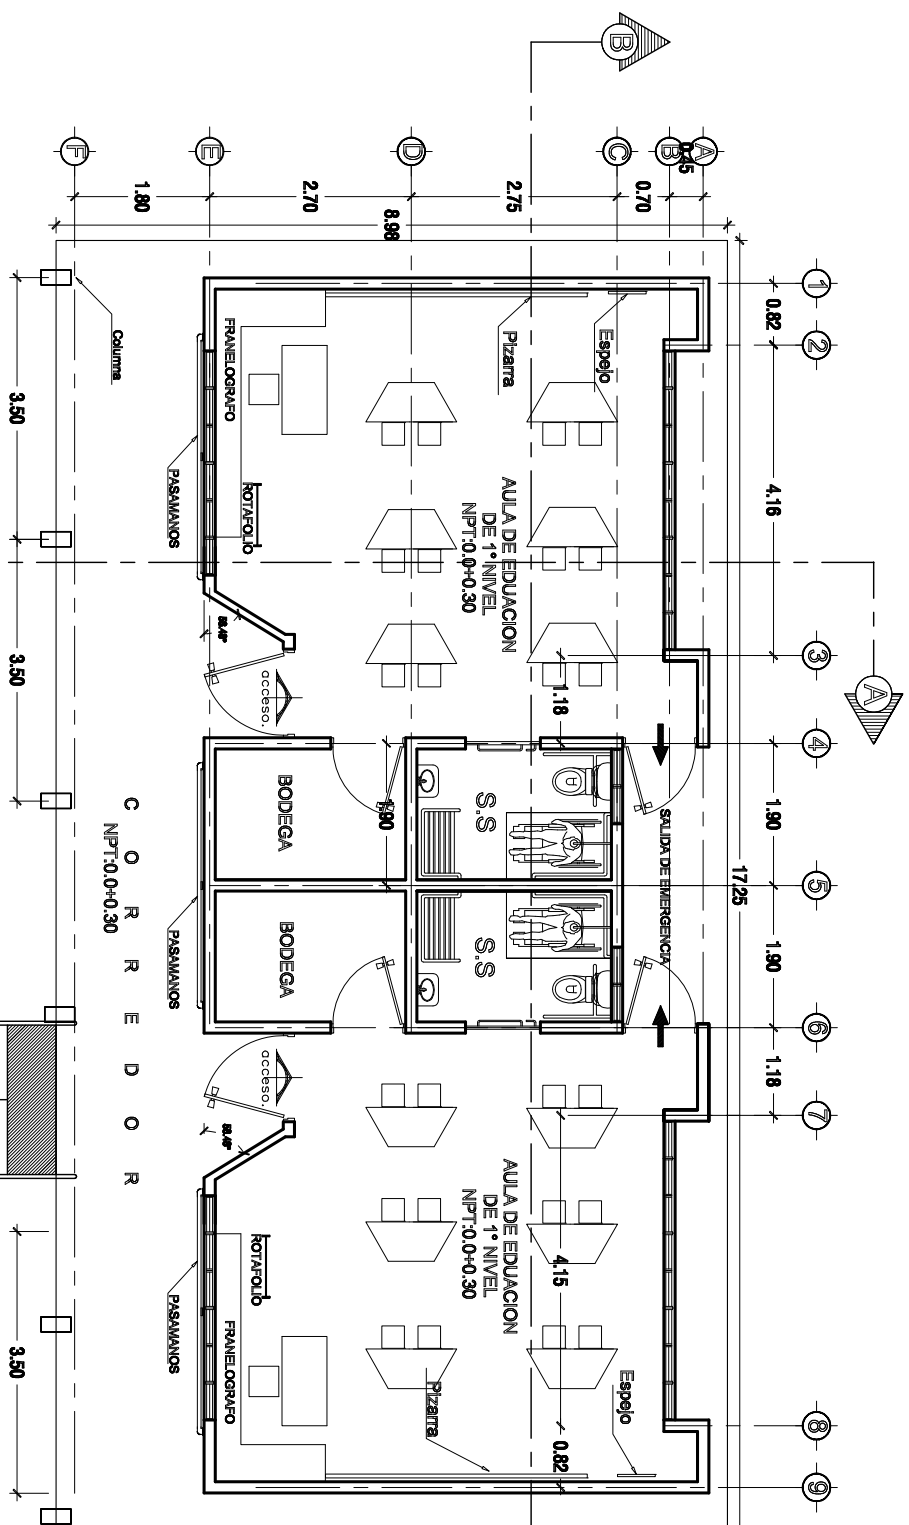 B
A
F
E
D
C
B
A
0.45
0.70
2.75
2.70
1.80
8.98
17.25
1
2
3
4
5
6
7
8
9
0.82
4.16
1.90
1.90
1.18
Columna
3.50
3.50
3.50
Espejo
Pizarra
FRANELOGRAFO
ROTAFOLIO
PASAMANOS
AULA DE EDUACION
DE 1° NIVEL
NPT:0.0+0.30
1.18
acceso.
BODEGA
1.90
S.S
SALIDA DE EMERGENCIA
C O R R E D O R
NPT:0.0+0.30
PASAMANOS
BODEGA
S.S
acceso.
AULA DE EDUACION
DE 1° NIVEL
NPT:0.0+0.30
4.15
0.82
ROTAFOLIO
FRANELOGRAFO
PASAMANOS
Pizarra
Espejo